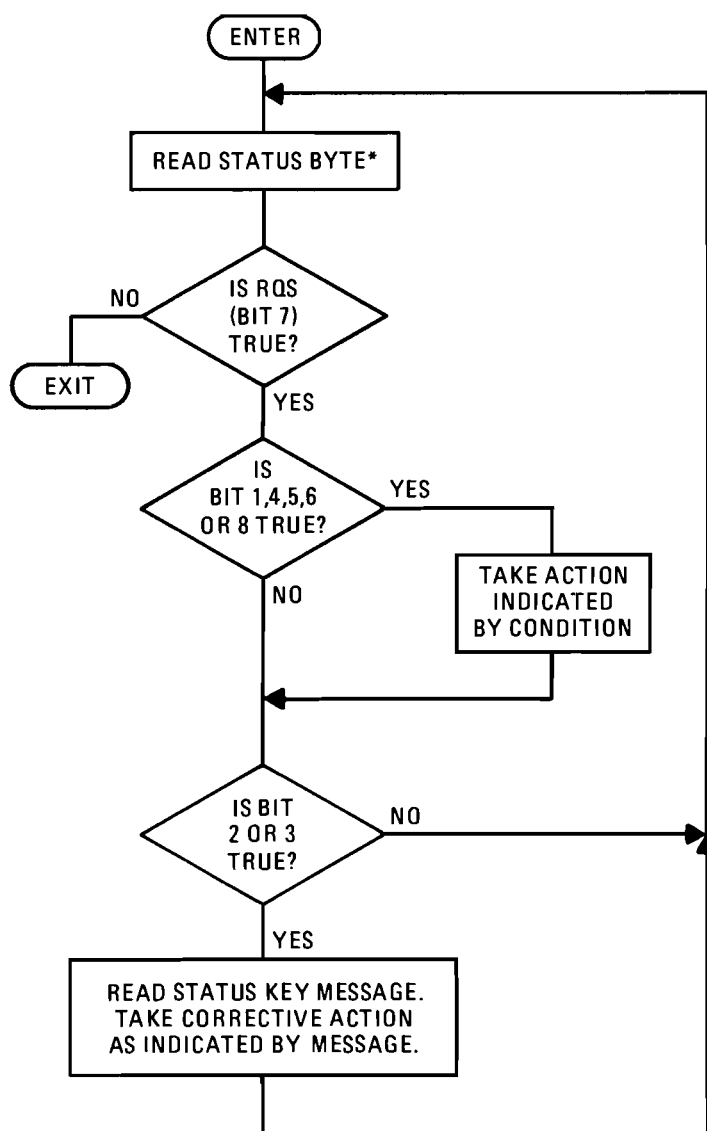 ENTER
READ STATUS BYTE*
IS RQS
(BIT 7)
TRUE?
NO
EXIT
YES
IS
BIT 1,4,5,6
OR 8 TRUE?
YES
NO
TAKE ACTION
INDICATED
BY CONDITION
IS BIT
2 OR 3
TRUE?
NO
YES
READ STATUS KEY MESSAGE.
TAKE CORRECTIVE ACTION
AS INDICATED BY MESSAGE.